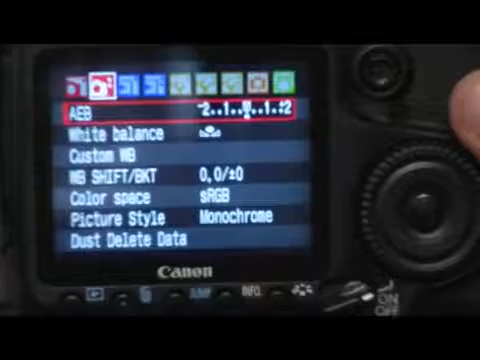 AEB -2..1..0..1.:2
White balance
Custom WB
WB SHIFT/BKT 0,0/±0
Color space sRGB
Picture Style Monochrome
Dust Delete Data
Canon
JUMP INFO.
ON
OFF